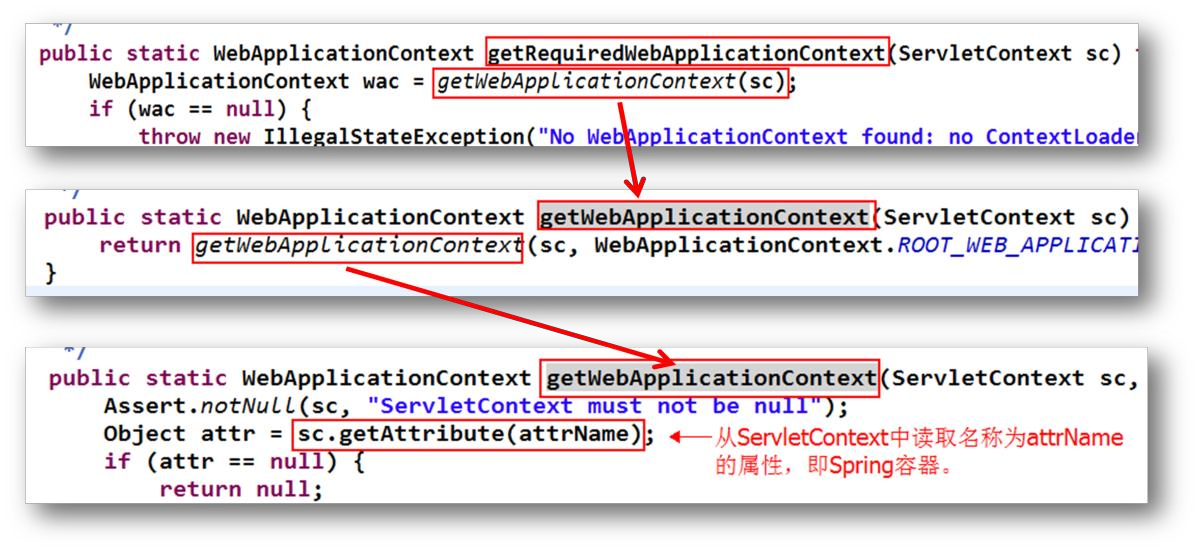 */
public static WebApplicationContext getRequiredWebApplicationContext(ServletContext sc)
WebApplicationContext wac = getWebApplicationContext(sc);
if (wac == null) {
throw new IllegalStateException("No WebApplicationContext found: no ContextLoader
*/
public static WebApplicationContext getWebApplicationContext(ServletContext sc)
return getWebApplicationContext(sc, WebApplicationContext.ROOT_WEB_APPLICATI
}
*/
public static WebApplicationContext getWebApplicationContext(ServletContext sc,
Assert.notNull(sc, "ServletContext must not be null");
Object attr = sc.getAttribute(attrName);
从ServletContext中读取名称为attrName
的属性，即Spring容器。
if (attr == null) {
return null;